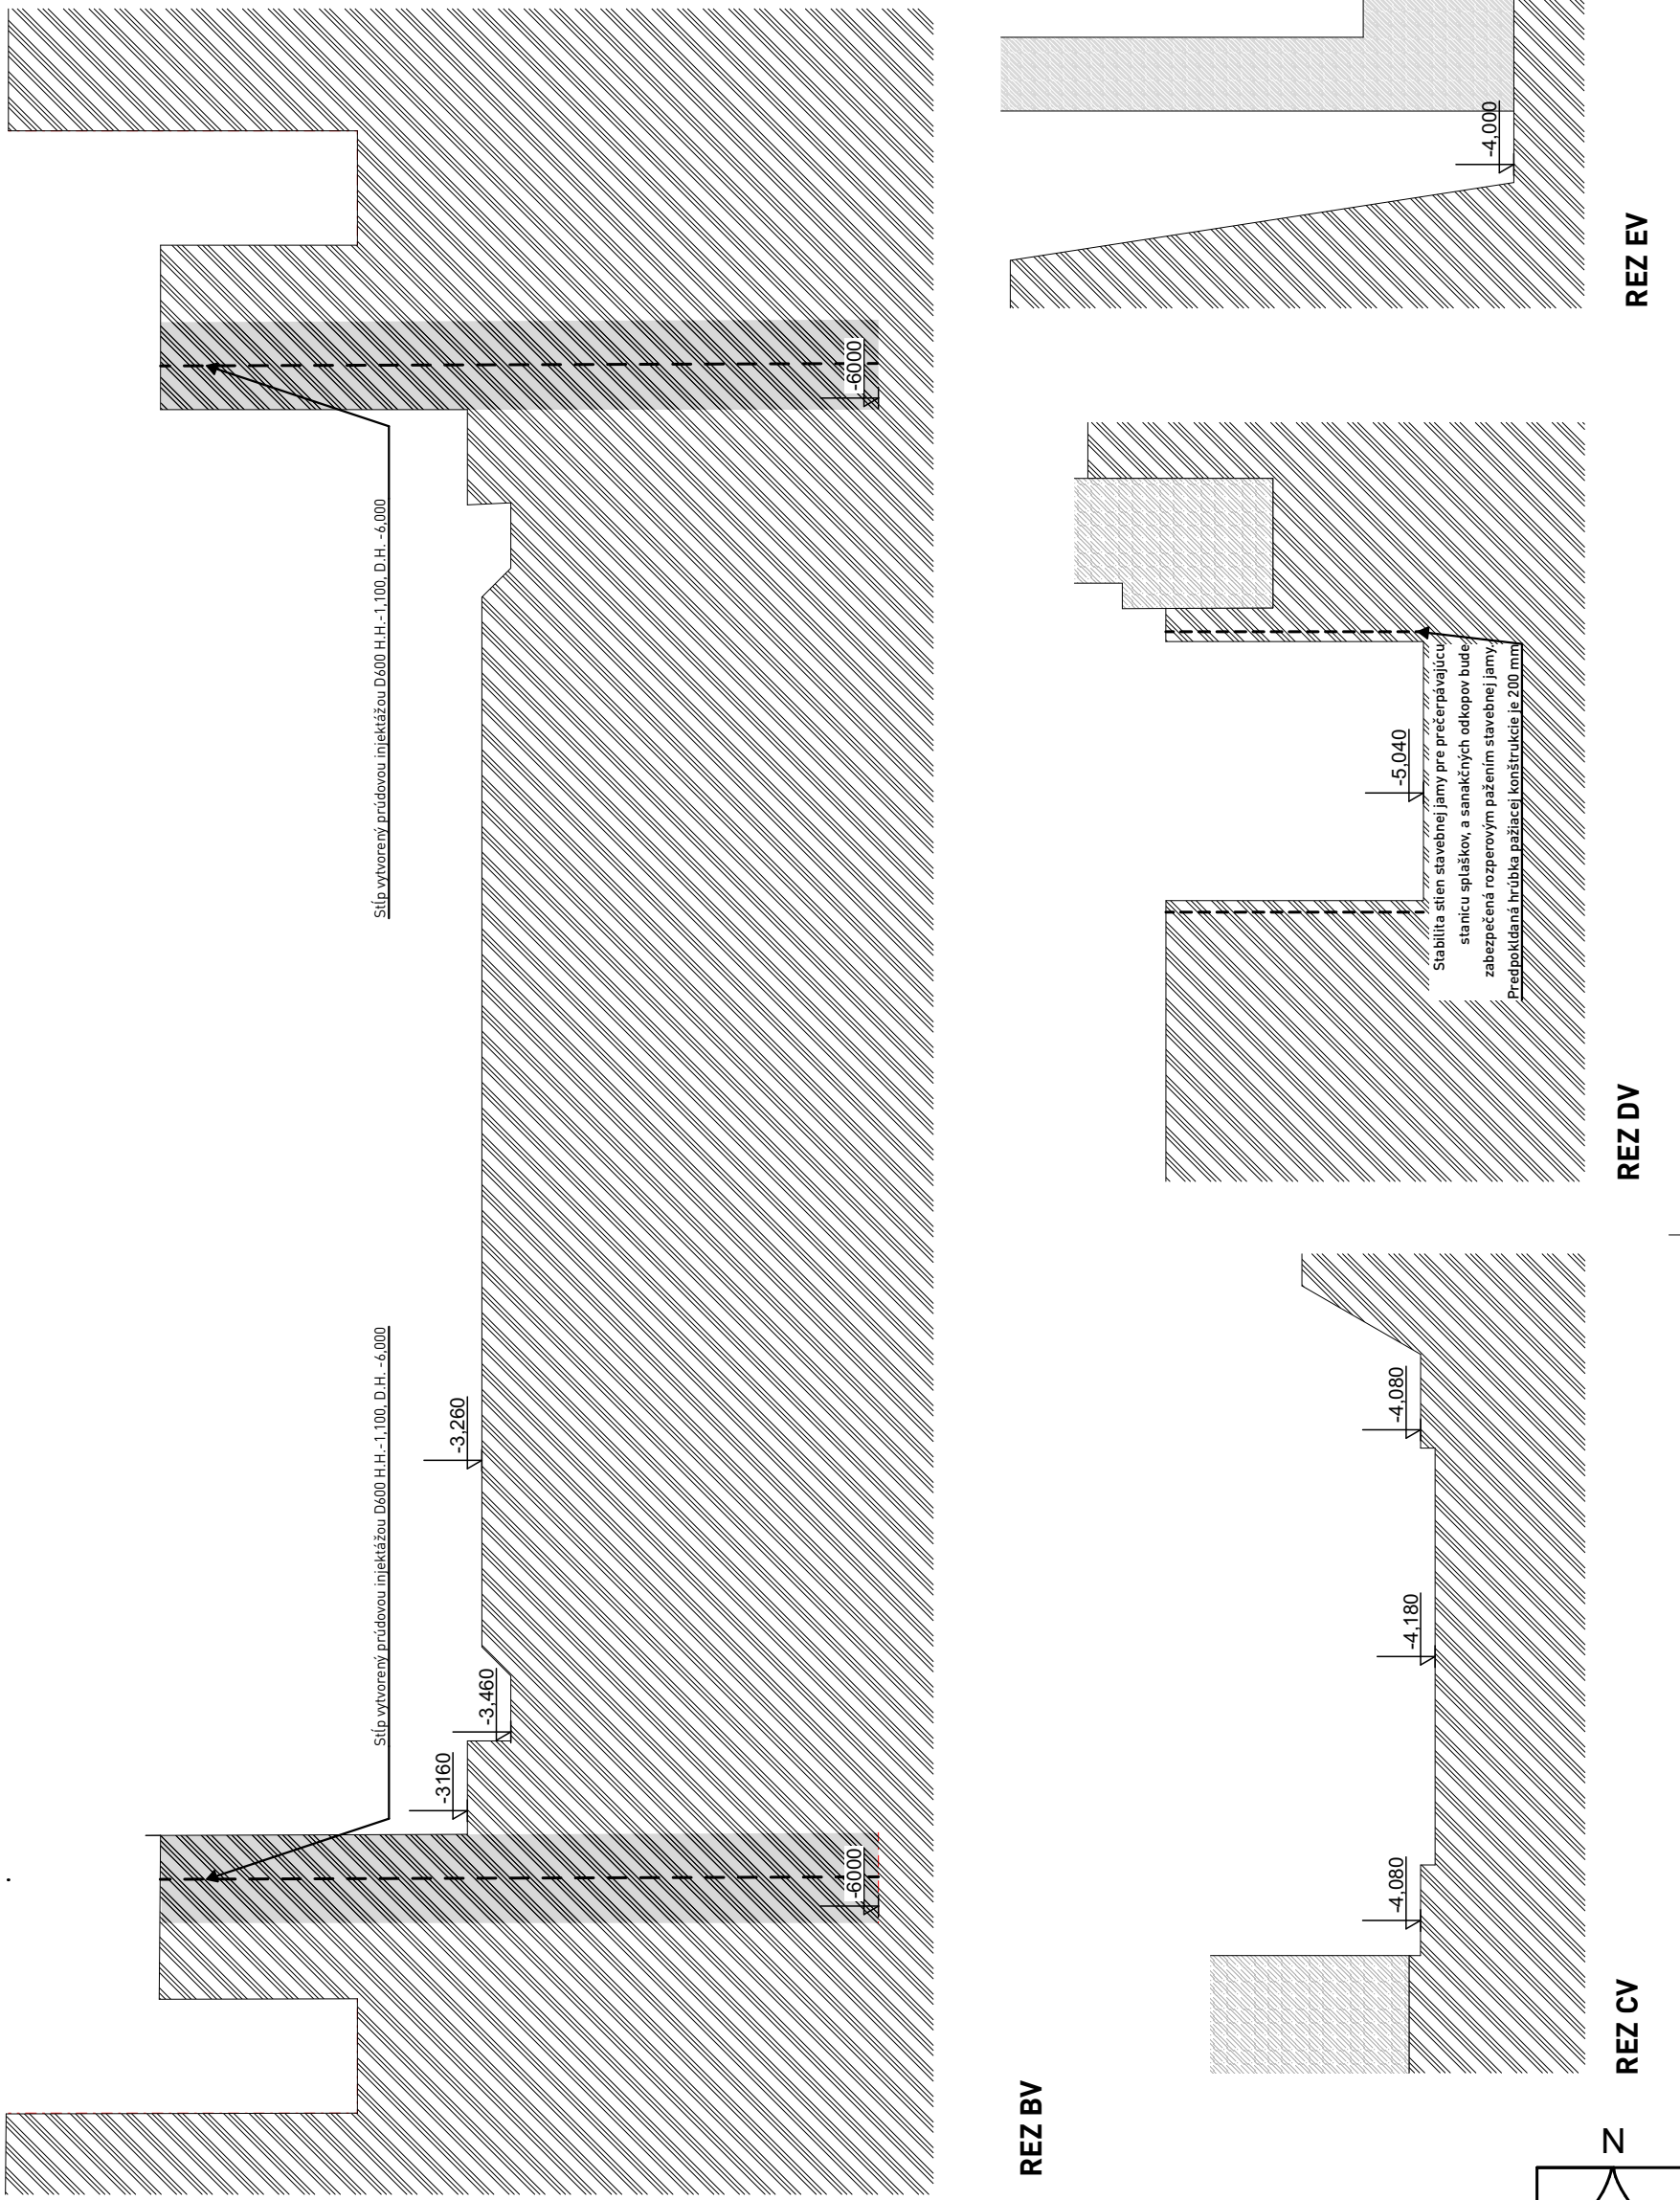 Stĺp vytvorený prúdovou injektážou D600 H.H.-1,100, D.H. -6,000
Stĺp vytvorený prúdovou injektážou D600 H.H.-1,100, D.H. -6,000
-6000
-3160
-3,460
-3,260
-6000
REZ BV
-4,080
-4,180
-4,080
REZ CV
-5,040
Stabilita stien stavebnej jamy pre prečerpávajúcu
stanicu splaškov, a sanakčných odkopov bude
zabezpečená rozperovým pažením stavebnej jamy.
Predpokldaná hrúbka pažiacej konštrukcie je 200 mm
REZ DV
-4,000
REZ EV
N